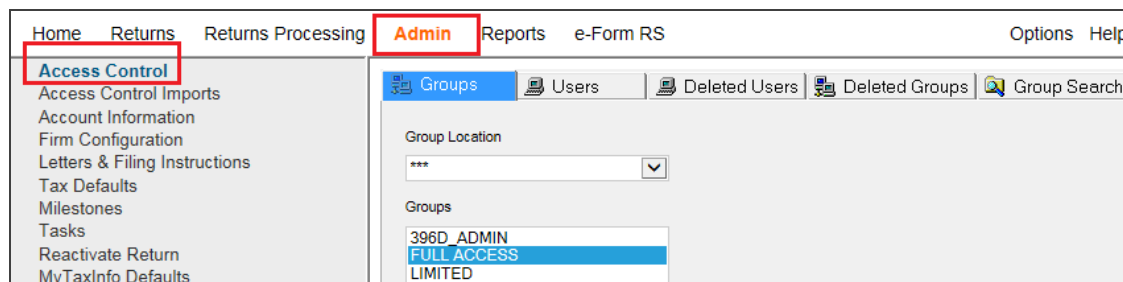 Home Returns Returns Processing Admin Reports e-Form RS Options Help
Access Control
Access Control Imports
Account Information
Firm Configuration
Letters & Filing Instructions
Tax Defaults
Milestones
Tasks
Reactivate Return
MyTaxInfo Defaults
Groups Users Deleted Users Deleted Groups Group Search
Group Location
***
Groups
396D_ADMIN
FULL ACCESS
LIMITED